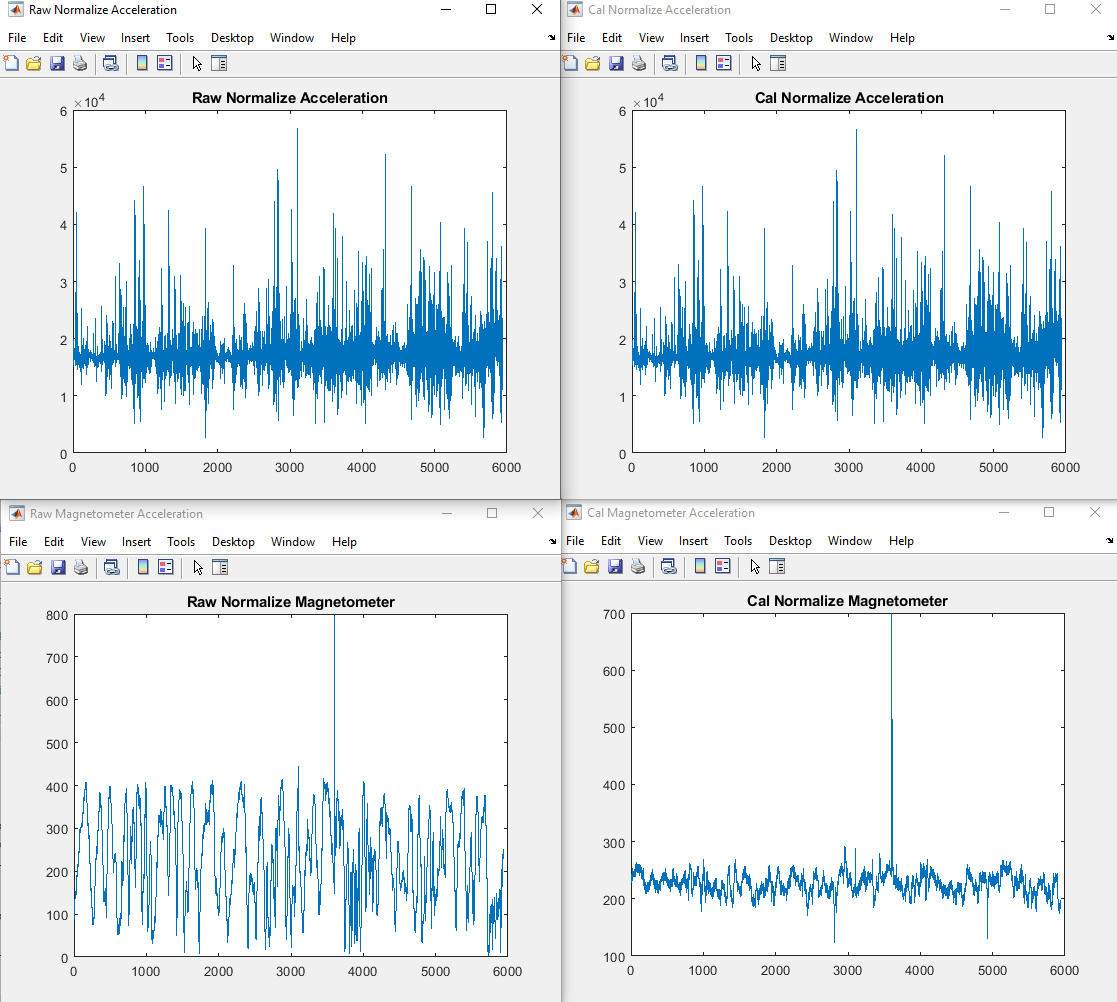 Raw Normalize Acceleration
File Edit View Insert Tools Desktop Window Help
Raw Normalize Acceleration
×10^4
6
5
4
3
2
1
0
0 1000 2000 3000 4000 5000 6000
Cal Normalize Acceleration
File Edit View Insert Tools Desktop Window Help
Cal Normalize Acceleration
×10^4
6
5
4
3
2
1
0
0 1000 2000 3000 4000 5000 6000
Raw Magnetometer Acceleration
File Edit View Insert Tools Desktop Window Help
Raw Normalize Magnetometer
800
700
600
500
400
300
200
100
0
0 1000 2000 3000 4000 5000 6000
Cal Magnetometer Acceleration
File Edit View Insert Tools Desktop Window Help
Cal Normalize Magnetometer
700
600
500
400
300
200
100
0 1000 2000 3000 4000 5000 6000